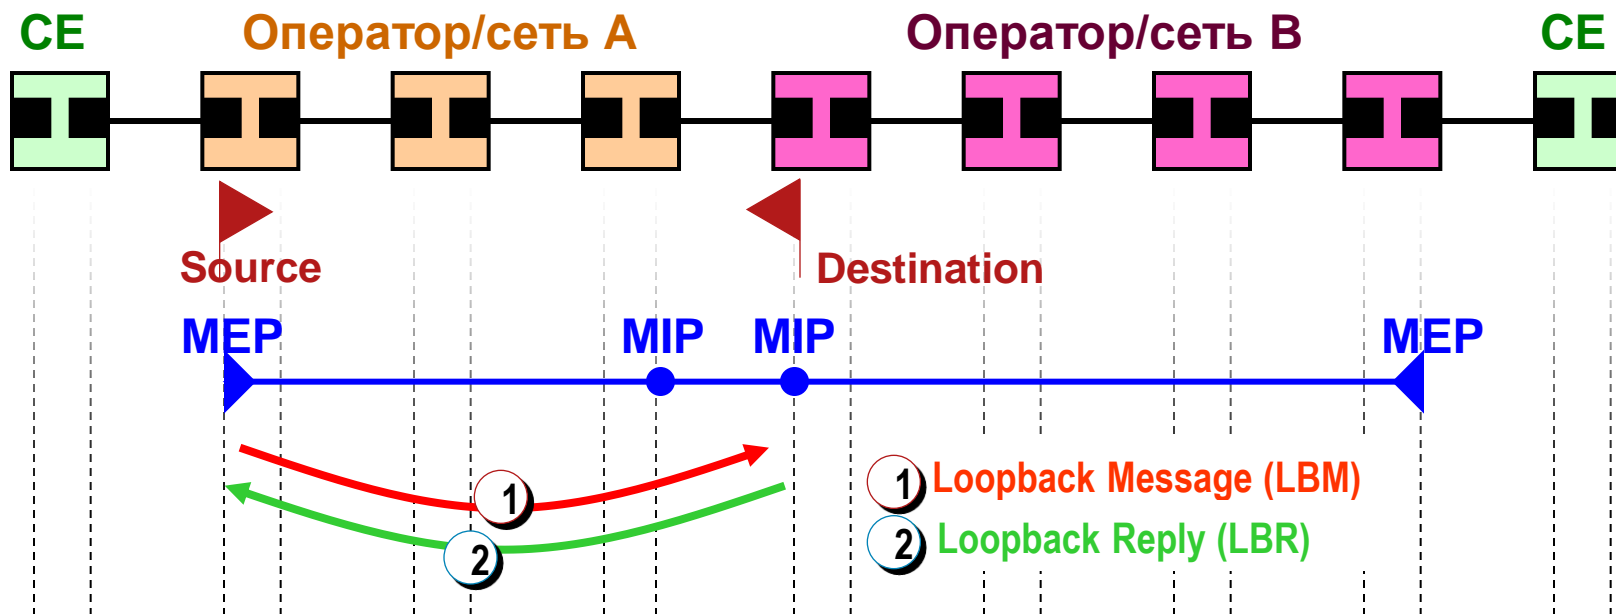 CE Оператор/сеть A Оператор/сеть B CE
Source Destination
MEP MIP MIP MEP
1 1 Loopback Message (LBM)
2 2 Loopback Reply (LBR)